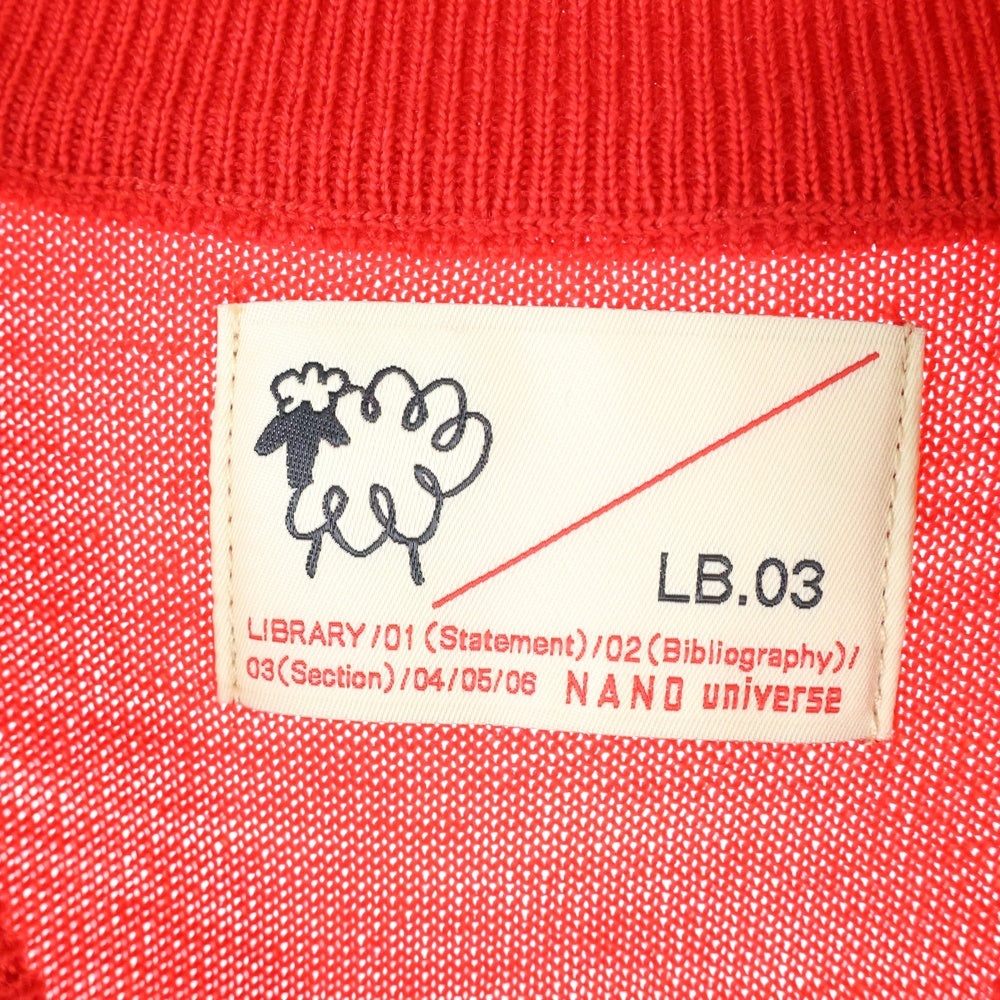 LB.03
LIBRARY/01(Statement)/02(Bibliography)/
03(Section)/04/05/06 NANO universe